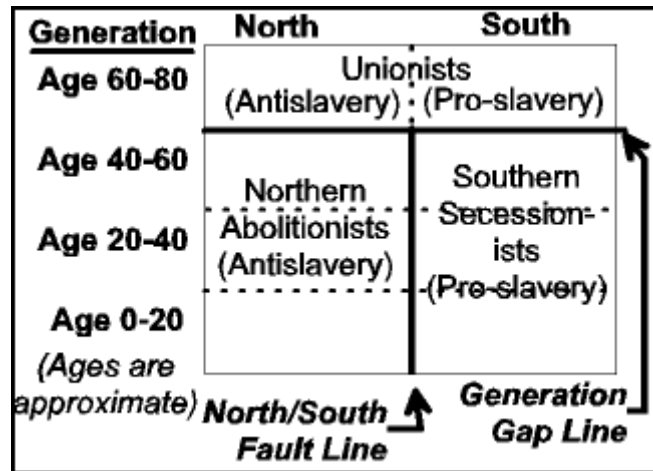 Generation North South
Age 60-80
Unionists
(Antislavery) (Pro-slavery)
Age 40-60
Northern
Abolitionists
(Antislavery)
Southern
Secession-
ists
(Pro-slavery)
Age 20-40
Age 0-20
(Ages are
approximate)
North/South
Fault Line
Generation
Gap Line